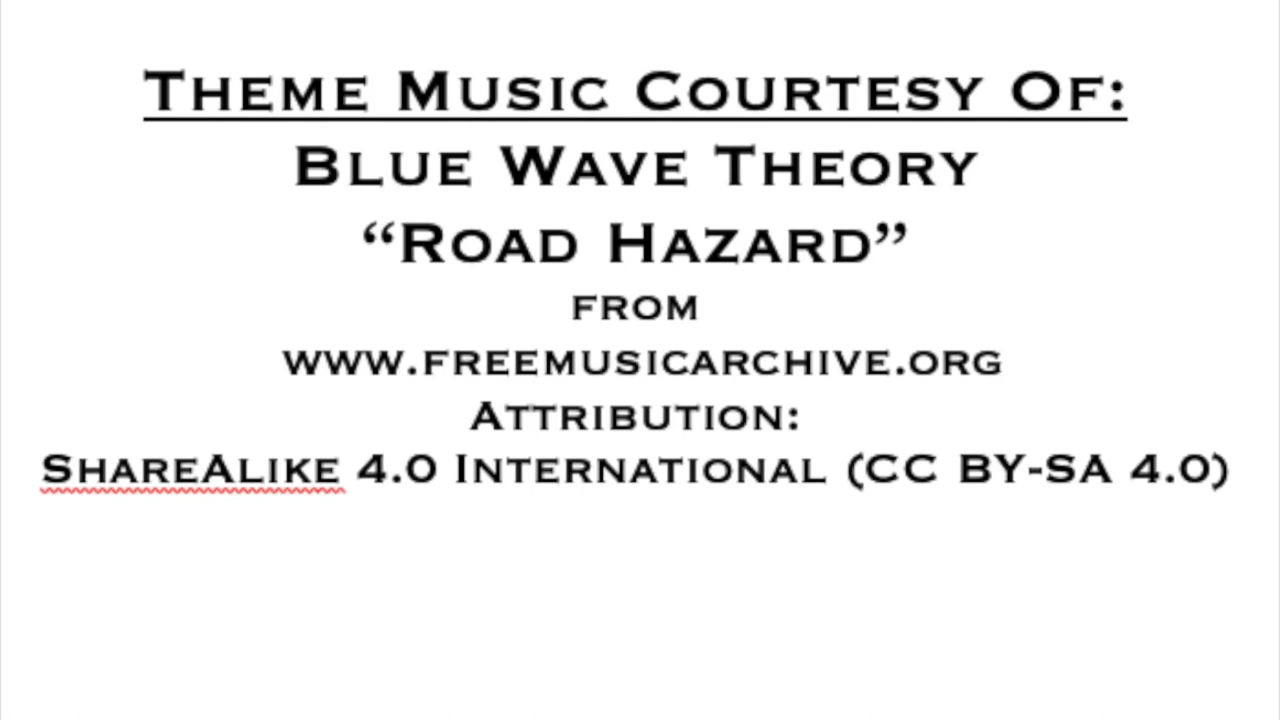 Theme Music Courtesy Of:
Blue Wave Theory
“Road Hazard”
from
www.freemusicarchive.org
Attribution:
ShareAlike 4.0 International (CC BY-SA 4.0)